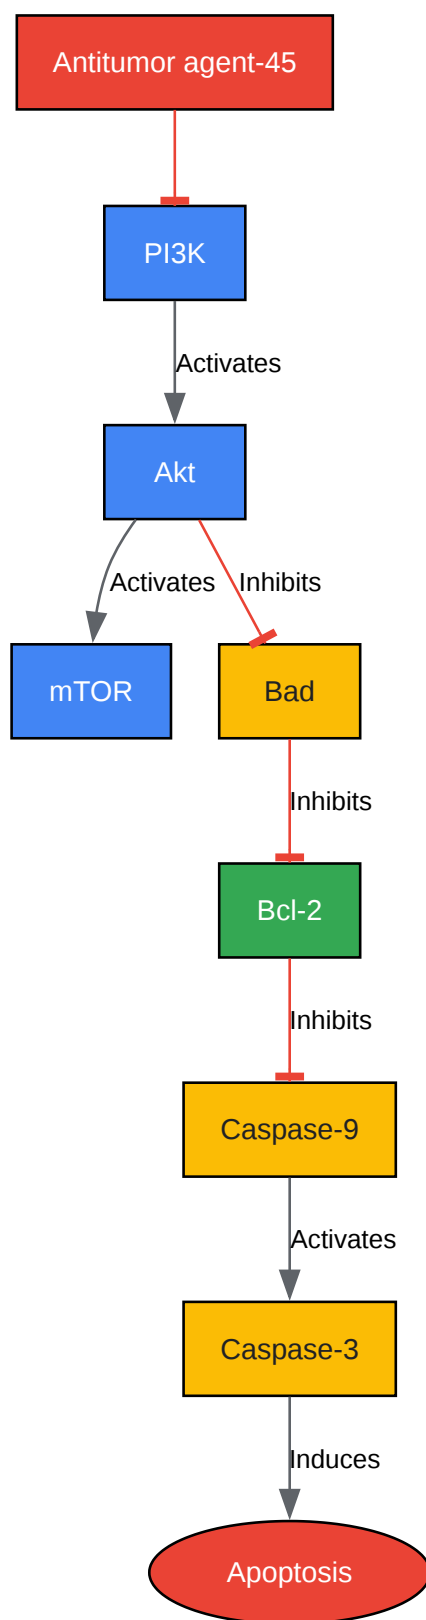 Antitumor agent-45
PI3K
Activates
Akt
Activates
Inhibits
mTOR
Bad
Inhibits
Bcl-2
Inhibits
Caspase-9
Activates
Caspase-3
Induces
Apoptosis